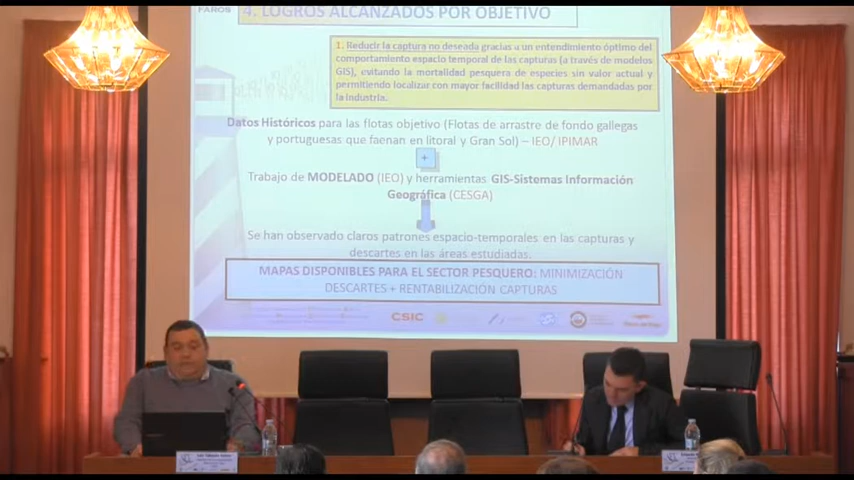 FAROS
4. LOGROS ALCANZADOS POR OBJETIVO
1. Reducir la captura no deseada gracias a un entendimiento óptimo del
comportamiento espacio temporal de las capturas (a través de modelos
GIS), evitando la mortalidad pesquera de especies sin valor actual y
permitiendo localizar con mayor facilidad las capturas demandadas por
la industria.
Datos Históricos para las flotas objetivo (Flotas de arrastre de fondo gallegas
y portuguesas que faenan en litoral y Gran Sol) – IEO/ IPIMAR
+
Trabajo de MODELADO (IEO) y herramientas GIS-Sistemas Información
Geográfica (CESGA)
Se han observado claros patrones espacio-temporales en las capturas y
descartes en las áreas estudiadas.
MAPAS DISPONIBLES PARA EL SECTOR PESQUERO: MINIMIZACIÓN
DESCARTES + RENTABILIZACIÓN CAPTURAS
CSIC